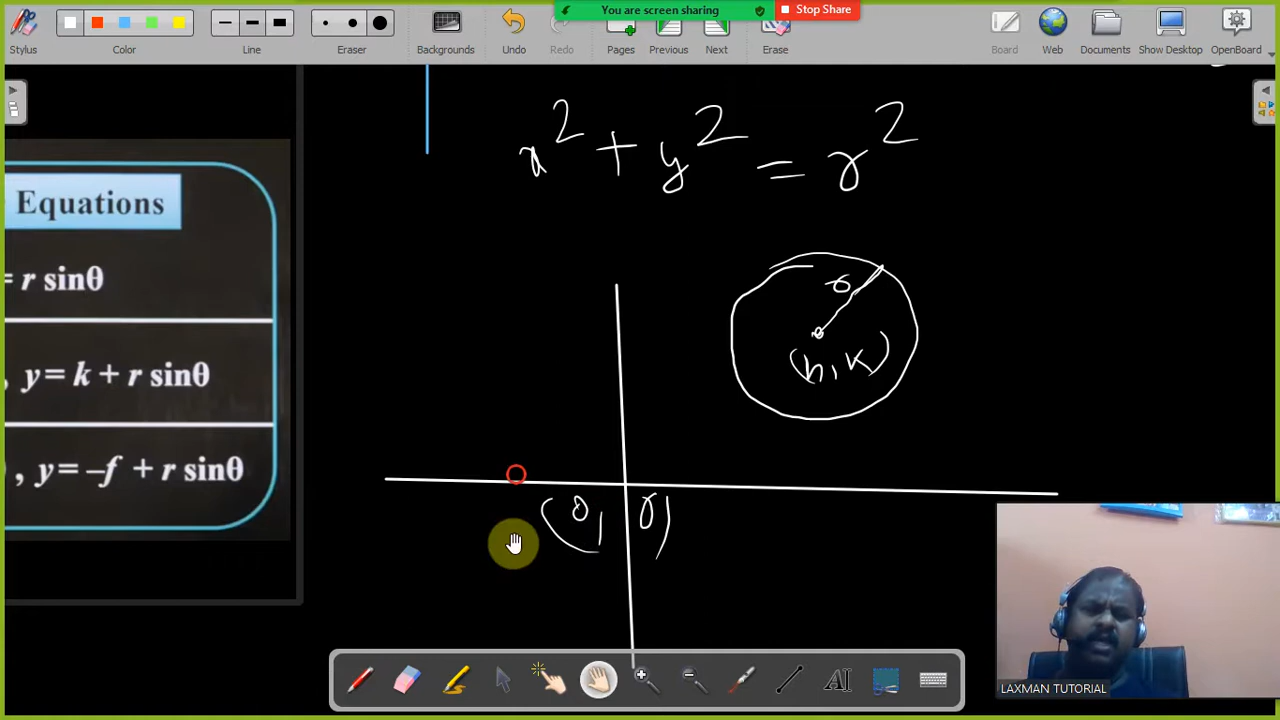 You are screen sharing
Stop Share
Stylus
Color
Line
Eraser
Backgrounds
Undo
Redo
Pages
Previous
Next
Erase
Board
Web
Documents
Show Desktop
OpenBoard
x² + y² = r²
Equations
= r sinθ
, y= k + r sinθ
, y= –f + r sinθ
r
(h, k)
(0, 0)
AI
LAXMAN TUTORIAL